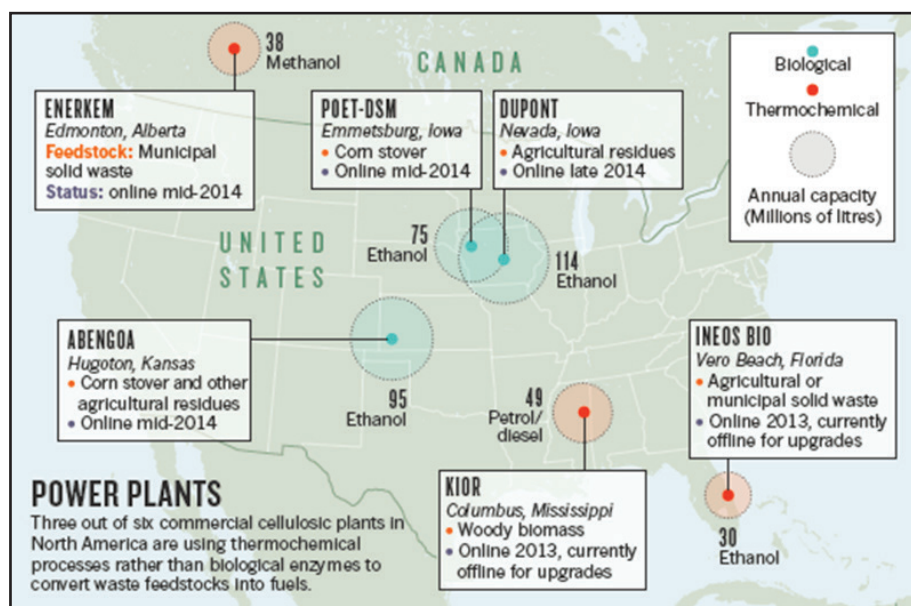 38
Methanol
CANADA
Biological
Thermochemical
Annual capacity
(Millions of litres)
ENERKEM
Edmonton, Alberta
Feedstock: Municipal
solid waste
Status: online mid-2014
POET-DSM
Emmetsburg, Iowa
• Corn stover
• Online mid-2014
DUPONT
Nevada, Iowa
• Agricultural residues
• Online late 2014
UNITED
STATES
75
Ethanol
114
Ethanol
ABENGOA
Hugoton, Kansas
• Corn stover and other
agricultural residues
• Online mid-2014
95
Ethanol
49
Petrol/
diesel
INEOS BIO
Vero Beach, Florida
• Agricultural or
municipal solid waste
• Online 2013, currently
offline for upgrades
KIOR
Columbus, Mississippi
• Woody biomass
• Online 2013, currently
offline for upgrades
30
Ethanol
POWER PLANTS
Three out of six commercial cellulosic plants in
North America are using thermochemical
processes rather than biological enzymes to
convert waste feedstocks into fuels.